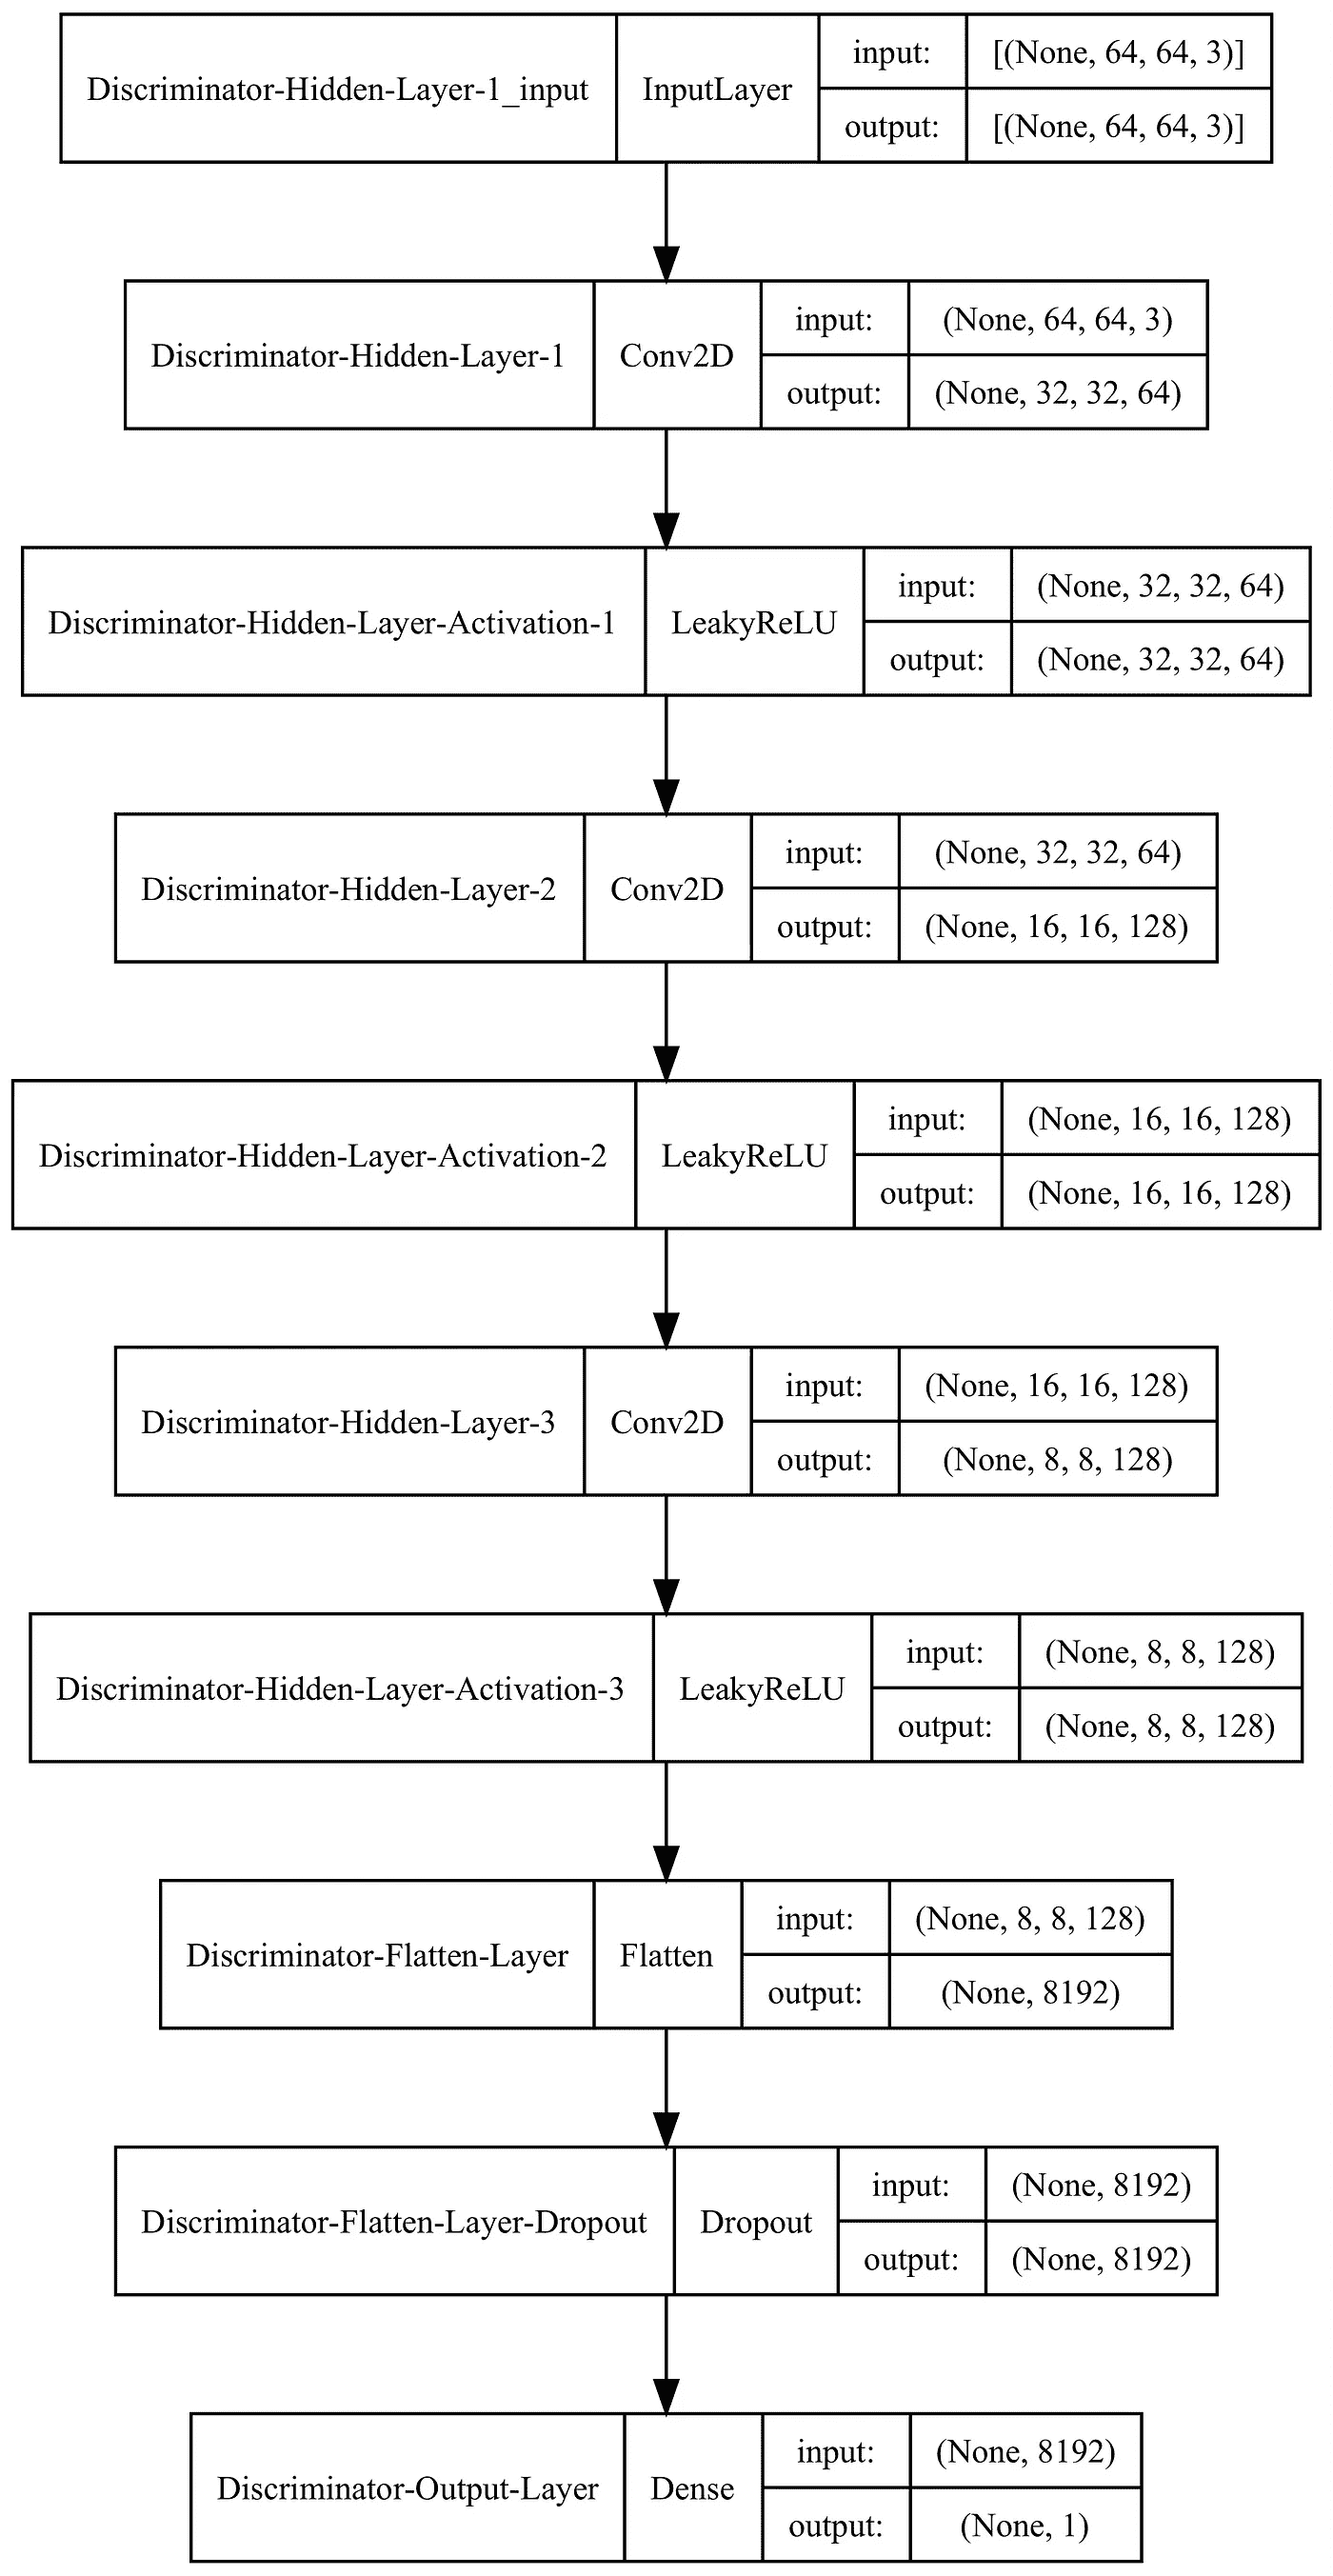 Discriminator-Hidden-Layer-1_input InputLayer input: [(None, 64, 64, 3)]
output: [(None, 64, 64, 3)]
Discriminator-Hidden-Layer-1 Conv2D input: (None, 64, 64, 3)
output: (None, 32, 32, 64)
Discriminator-Hidden-Layer-Activation-1 LeakyReLU input: (None, 32, 32, 64)
output: (None, 32, 32, 64)
Discriminator-Hidden-Layer-2 Conv2D input: (None, 32, 32, 64)
output: (None, 16, 16, 128)
Discriminator-Hidden-Layer-Activation-2 LeakyReLU input: (None, 16, 16, 128)
output: (None, 16, 16, 128)
Discriminator-Hidden-Layer-3 Conv2D input: (None, 16, 16, 128)
output: (None, 8, 8, 128)
Discriminator-Hidden-Layer-Activation-3 LeakyReLU input: (None, 8, 8, 128)
output: (None, 8, 8, 128)
Discriminator-Flatten-Layer Flatten input: (None, 8, 8, 128)
output: (None, 8192)
Discriminator-Flatten-Layer-Dropout Dropout input: (None, 8192)
output: (None, 8192)
Discriminator-Output-Layer Dense input: (None, 8192)
output: (None, 1)